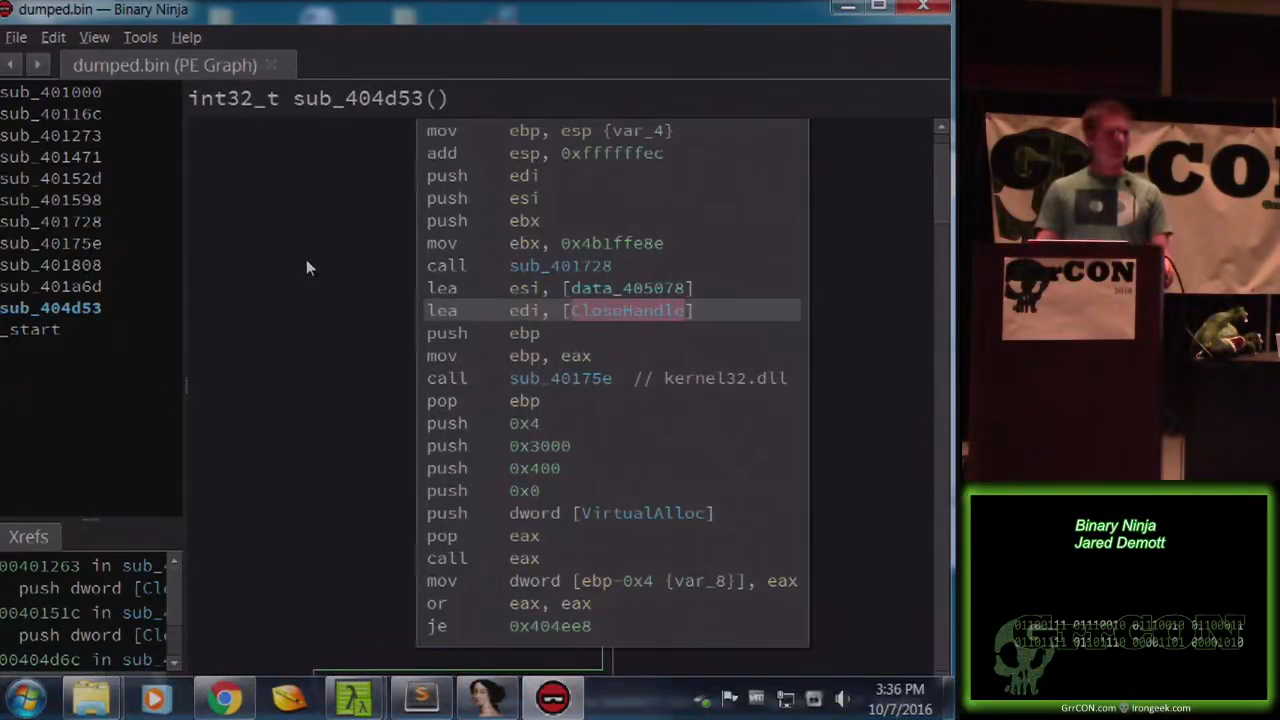 dumped.bin — Binary Ninja
File Edit View Tools Help
dumped.bin (PE Graph)
sub_401000
sub_40116c
sub_401273
sub_401471
sub_40152d
sub_401598
sub_401728
sub_40175e
sub_401808
sub_401a6d
sub_404d53
_start
int32_t sub_404d53()
mov ebp, esp {var_4}
add esp, 0xffffffec
push edi
push esi
push ebx
mov ebx, 0x4b1ffe8e
call sub_401728
lea esi, [data_405078]
lea edi, [CloseHandle]
push ebp
mov ebp, eax
call sub_40175e // kernel32.dll
pop ebp
push 0x4
push 0x3000
push 0x400
push 0x0
push dword [VirtualAlloc]
pop eax
call eax
mov dword [ebp-0x4 {var_8}], eax
or eax, eax
je 0x404ee8
Xrefs
00401263 in sub_
push dword [Cl
0040151c in sub_
push dword [Cl
00404d6c in sub_
3:36 PM
10/7/2016
GrrCON
GrrCON
Binary Ninja
Jared Demott
GrrCON
GrrCON.com Irongeek.com